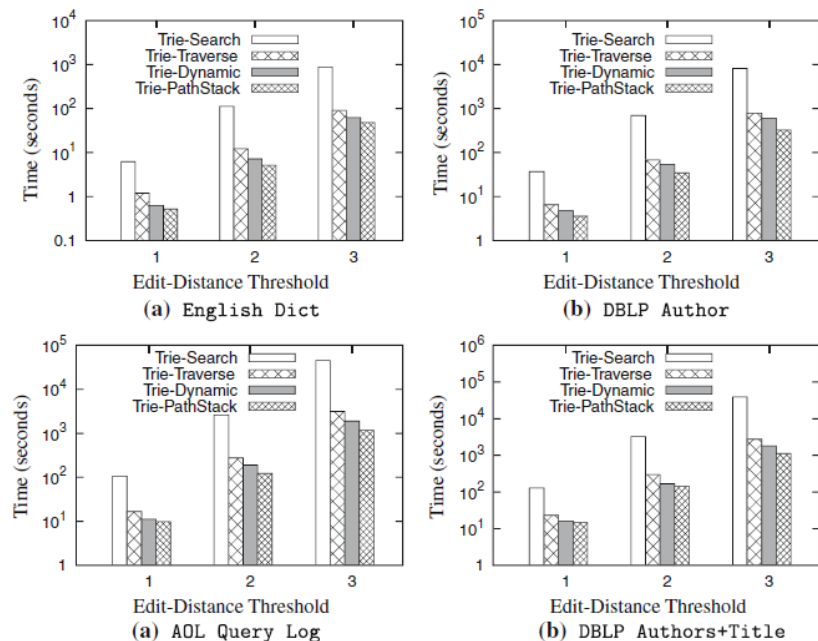 10^4
10^3
10^2
10^1
1
0.1
Time (seconds)
Trie-Search
Trie-Traverse
Trie-Dynamic
Trie-PathStack
1 2 3
Edit-Distance Threshold
(a) English Dict
10^5
10^4
10^3
10^2
10^1
1
Time (seconds)
Trie-Search
Trie-Traverse
Trie-Dynamic
Trie-PathStack
1 2 3
Edit-Distance Threshold
(b) DBLP Author
10^5
10^4
10^3
10^2
10^1
1
Time (seconds)
Trie-Search
Trie-Traverse
Trie-Dynamic
Trie-PathStack
1 2 3
Edit-Distance Threshold
(a) AOL Query Log
10^6
10^5
10^4
10^3
10^2
10^1
1
Time (seconds)
Trie-Search
Trie-Traverse
Trie-Dynamic
Trie-PathStack
1 2 3
Edit-Distance Threshold
(b) DBLP Authors+Title